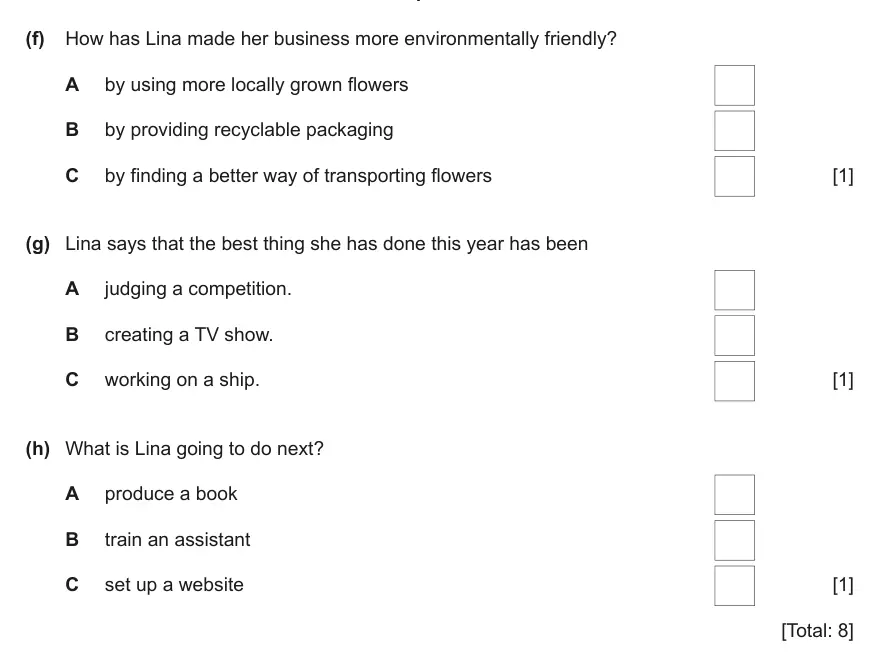 (f) How has Lina made her business more environmentally friendly?
A by using more locally grown flowers
B by providing recyclable packaging
C by finding a better way of transporting flowers [1]
(g) Lina says that the best thing she has done this year has been
A judging a competition.
B creating a TV show.
C working on a ship. [1]
(h) What is Lina going to do next?
A produce a book
B train an assistant
C set up a website [1]
[Total: 8]